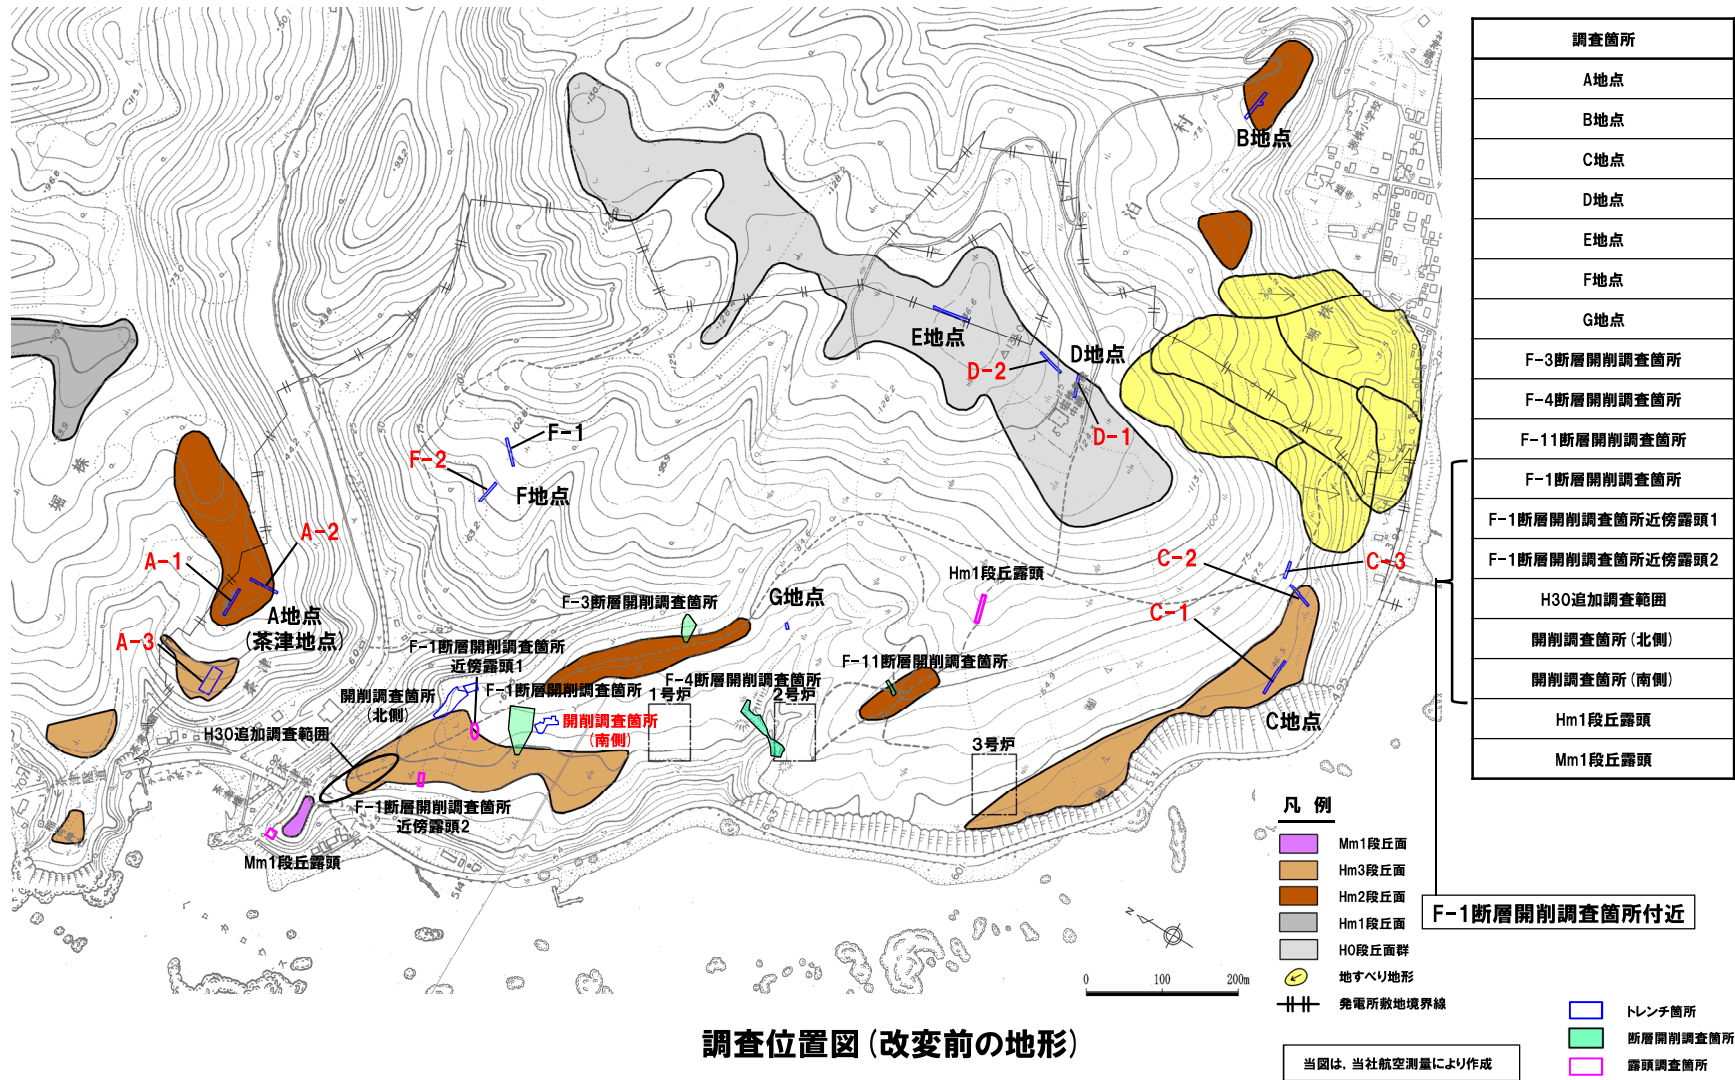 調査箇所
A地点
B地点
C地点
D地点
E地点
F地点
G地点
F-3断層開削調査箇所
F-4断層開削調査箇所
F-11断層開削調査箇所
F-1断層開削調査箇所
F-1断層開削調査箇所近傍露頭1
F-1断層開削調査箇所近傍露頭2
H30追加調査範囲
開削調査箇所(北側)
開削調査箇所(南側)
Hm1段丘露頭
Mm1段丘露頭
F-1断層開削調査箇所付近
B地点
村
泊
堀株小学校
E地点
D-2
D地点
D-1
F-1
F-2
F地点
堀株
A-1
A-2
A地点
(茶津地点)
A-3
C-2
C-3
C-1
C地点
Hm1段丘露頭
G地点
F-3断層開削調査箇所
F-1断層開削調査箇所
近傍露頭1
F-1断層開削調査箇所
F-4断層開削調査箇所
F-11断層開削調査箇所
1号炉
2号炉
3号炉
開削調査箇所
(北側)
開削調査箇所
(南側)
H30追加調査範囲
F-1断層開削調査箇所
近傍露頭2
Mm1段丘露頭
凡例
Mm1段丘面
Hm3段丘面
Hm2段丘面
Hm1段丘面
H0段丘面群
地すべり地形
発電所敷地境界線
N
0 100 200m
トレンチ箇所
断層開削調査箇所
露頭調査箇所
調査位置図(改変前の地形)
当図は,当社航空測量により作成